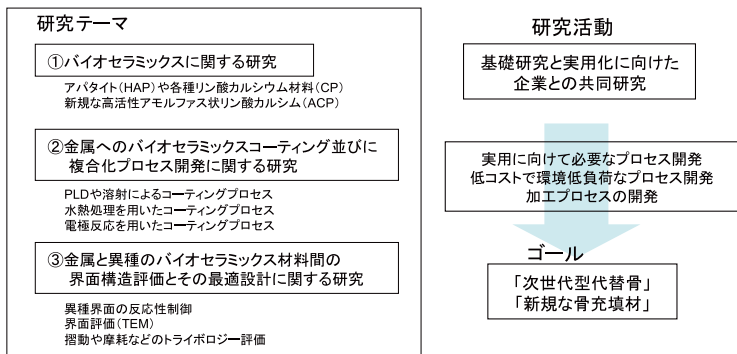 研究テーマ
①バイオセラミックスに関する研究
アパタイト(HAP)や各種リン酸カルシウム材料(CP)
新規な高活性アモルファス状リン酸カルシム(ACP)
②金属へのバイオセラミックスコーティング並びに
複合化プロセス開発に関する研究
PLDや溶射によるコーティングプロセス
水熱処理を用いたコーティングプロセス
電極反応を用いたコーティングプロセス
③金属と異種のバイオセラミックス材料間の
界面構造評価とその最適設計に関する研究
異種界面の反応性制御
界面評価(TEM)
摺動や摩耗などのトライボロジー評価
研究活動
基礎研究と実用化に向けた
企業との共同研究
実用に向けて必要なプロセス開発
低コストで環境低負荷なプロセス開発
加工プロセスの開発
ゴール
「次世代型代替骨」
「新規な骨充填材」